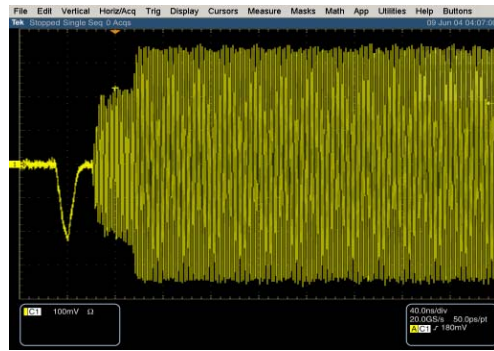 File Edit Vertical Horiz/Acq Trig Display Cursors Measure Masks Math App Utilities Help Buttons
Tek Stopped Single Seq 0 Acqs 09 Jun 04 04:07:0
C1 100mV Ω
40.0ns/div
20.0GS/s 50.0ps/pt
A C1 180mV